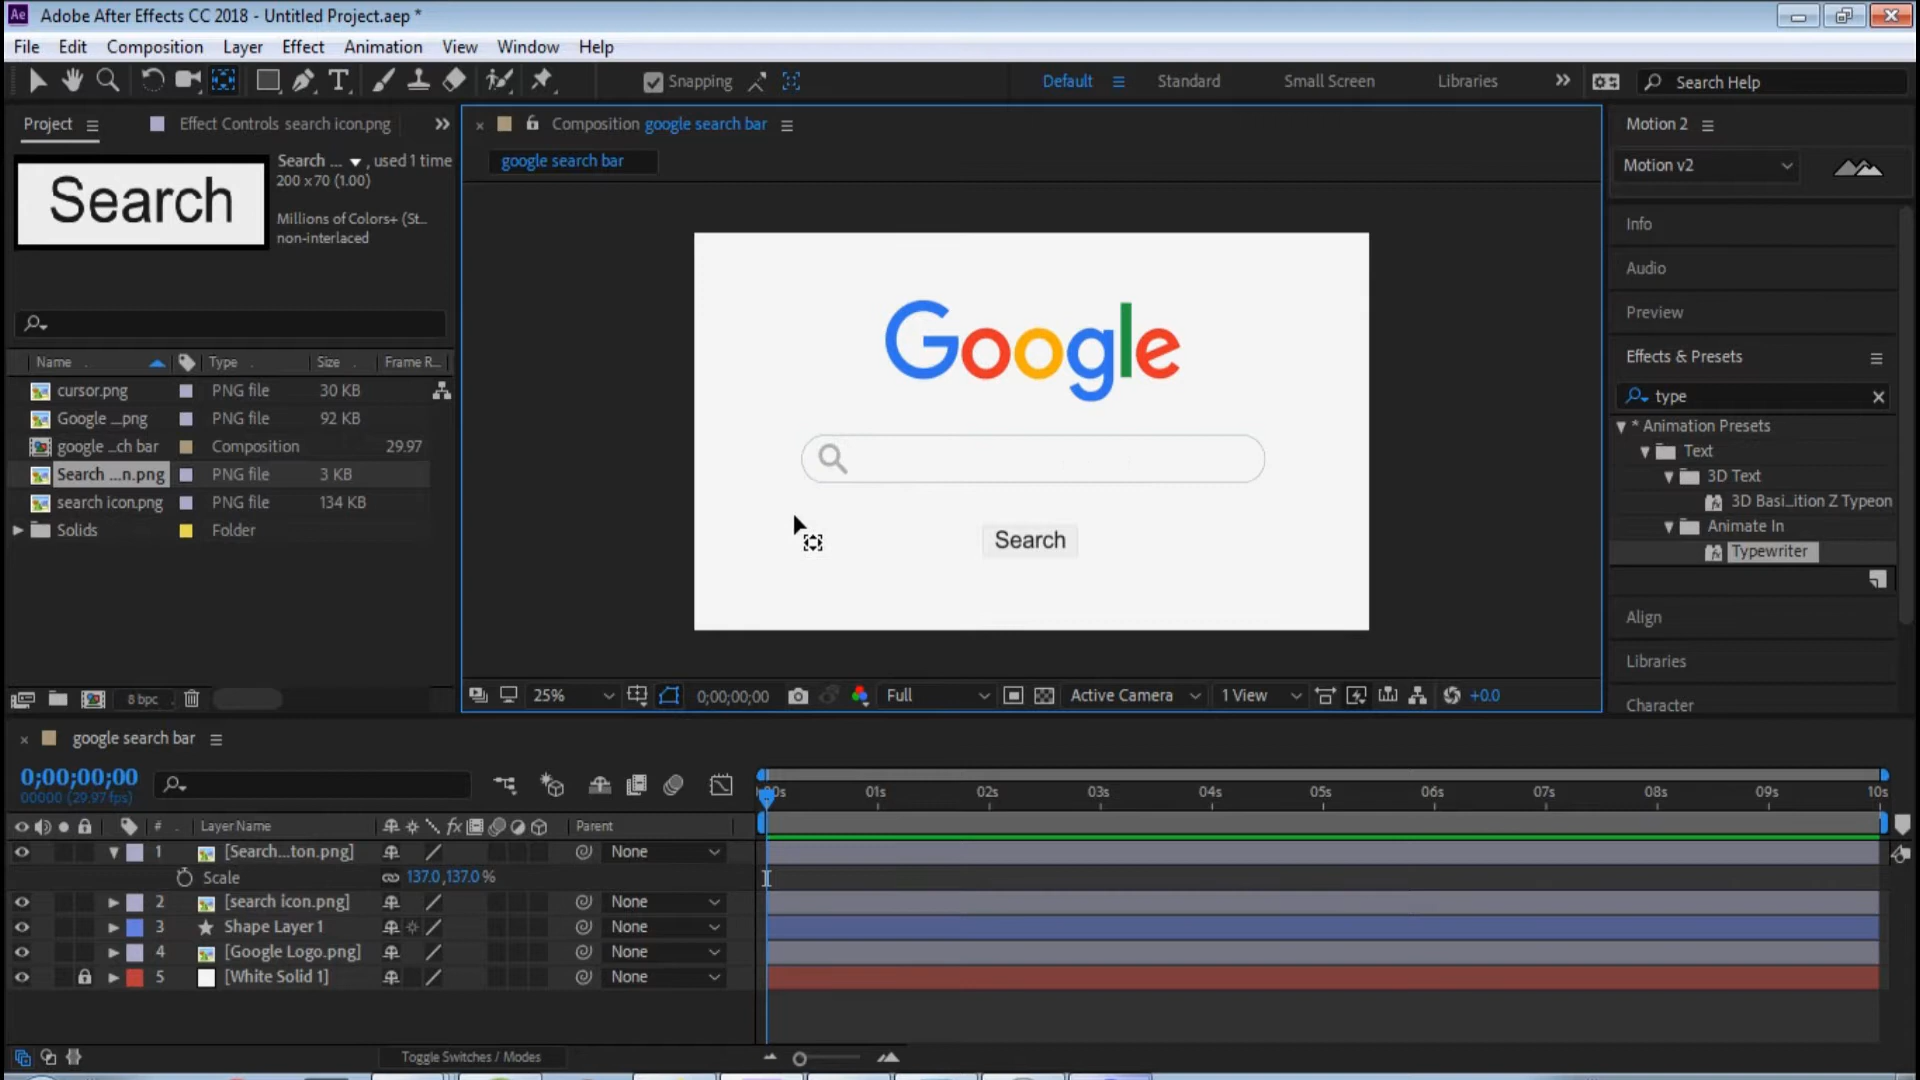 Ae Adobe After Effects CC 2018 - Untitled Project.aep *
File Edit Composition Layer Effect Animation View Window Help
T Snapping Default Standard Small Screen Libraries Search Help
Project Effect Controls search icon.png
Composition google search bar
Motion 2
google search bar
Motion v2
Search
Search ... , used 1 time
200 x 70 (1.00)
Millions of Colors+ (St...
non-interlaced
Name Type Size Frame R...
cursor.png PNG file 30 KB
Google ...png PNG file 92 KB
google ...ch bar Composition 29.97
Search ...n.png PNG file 3 KB
search icon.png PNG file 134 KB
Solids Folder
8 bpc
Google
Search
25% 0;00;00;00 Full Active Camera 1 View +0.0
Info
Audio
Preview
Effects & Presets
type
* Animation Presets
Text
3D Text
3D Basi...ition Z Typeon
Animate In
Typewriter
Align
Libraries
Character
google search bar
0;00;00;00
00000 (29.97 fps)
00s 01s 02s 03s 04s 05s 06s 07s 08s 09s 10s
# Layer Name fx Parent
1 [Search...ton.png] None
Scale 137.0,137.0 %
2 [search icon.png] None
3 Shape Layer 1 None
4 [Google Logo.png] None
5 [White Solid 1] None
Toggle Switches / Modes